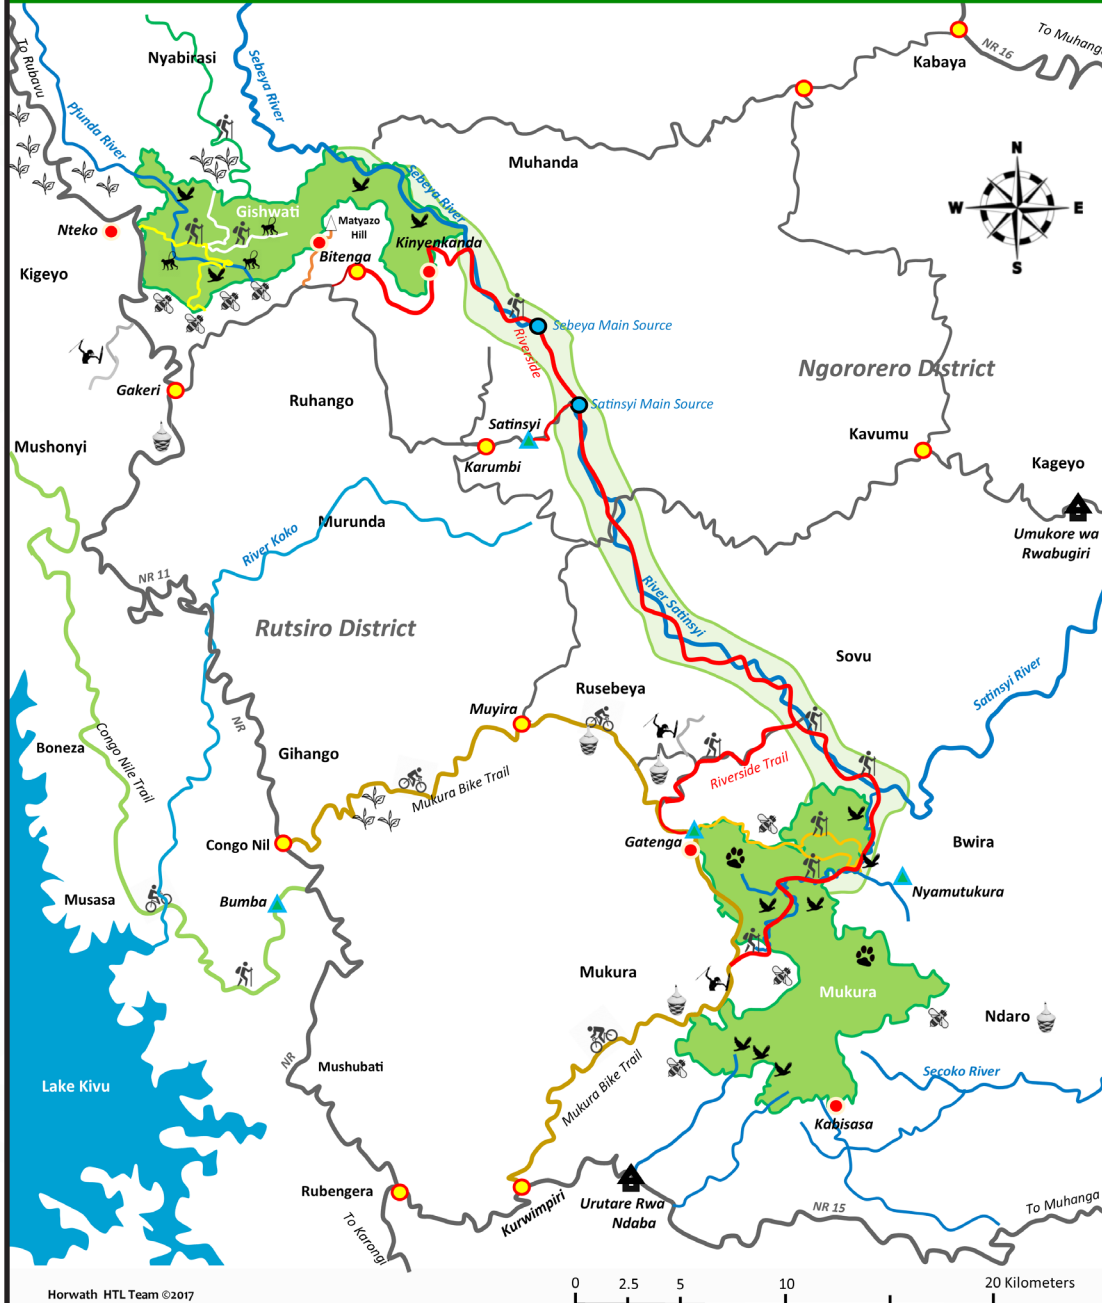 Nyabirasi
Kabaya
NR 16
To Muhanga
To Rubavu
Sebeya River
Pfunda River
Muhanda
Sebeya River
N
W
E
S
Gishwati
Matyazo
Hill
Nteko
Bitenga
Kinyenkanda
Kigeyo
Riverside
Sebeya Main Source
Ngororero District
Gakeri
Ruhango
Satinsyi
Satinsyi Main Source
Mushonyi
Karumbi
Kavumu
Kageyo
Umukore wa
Rwabugiri
Murunda
River Koko
NR 11
River Satinsyi
Rutsiro District
Sovu
Satinsyi River
Rusebeya
Muyira
NR
Boneza
Congo Nile Trail
Gihango
Mukura Bike Trail
Riverside Trail
Congo Nil
Gatenga
Bwira
Musasa
Bumba
Nyamutukura
Mukura
Mukura
Ndaro
NR
Mushubati
Mukura Bike Trail
Secoko River
Lake Kivu
Kabisasa
Rubengera
Kurwimpiri
Urutare Rwa
Ndaba
NR 15
To Muhanga
To Karongi
0 2.5 5 10 20 Kilometers
Horwath HTL Team ©2017